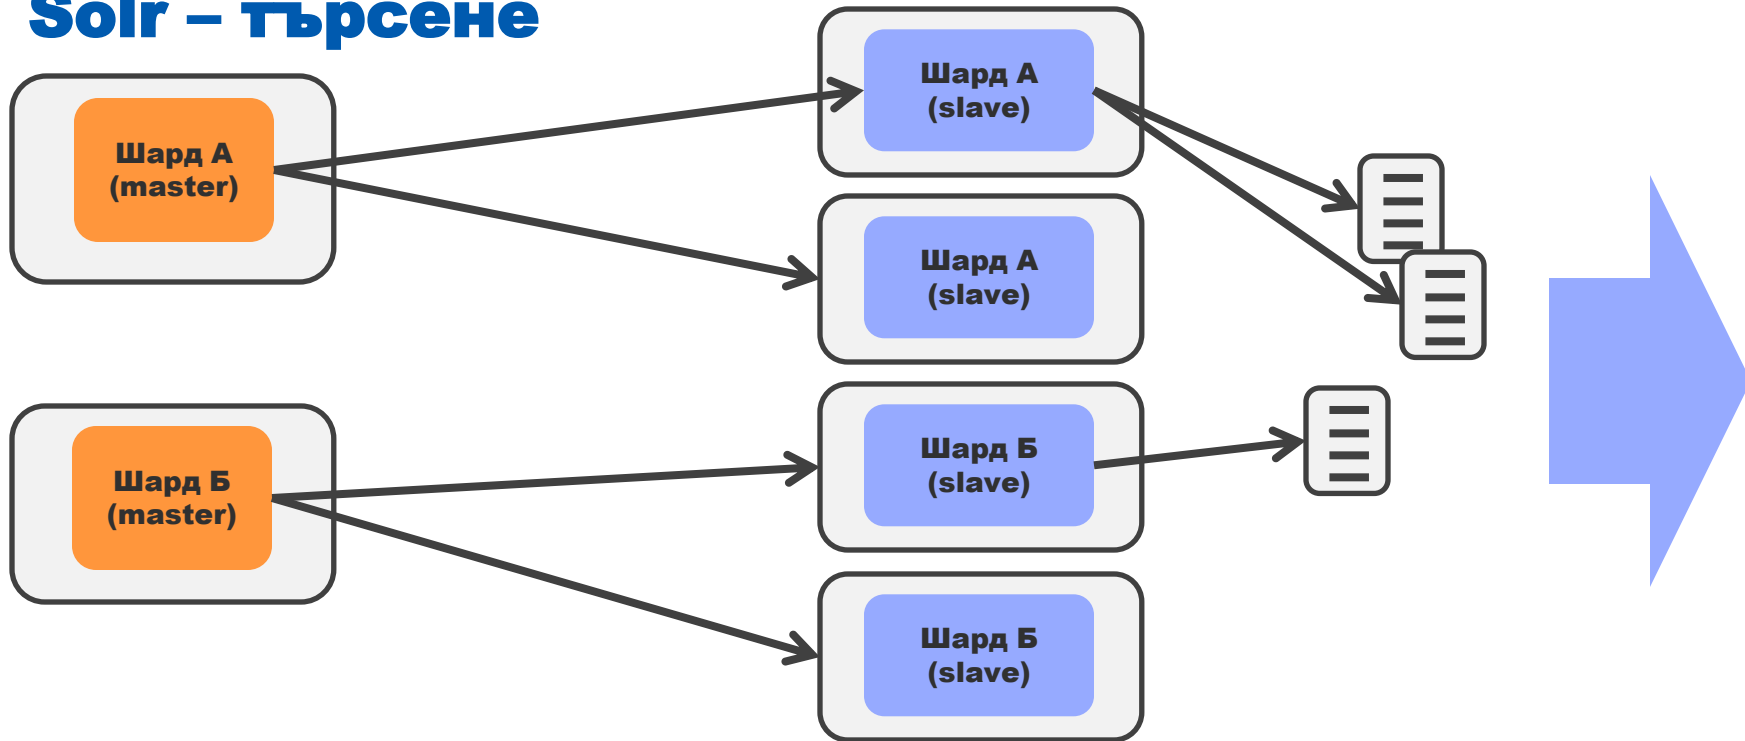 Solr – търсене
Шард А
(master)
Шард А
(slave)
Шард А
(slave)
Шард Б
(master)
Шард Б
(slave)
Шард Б
(slave)